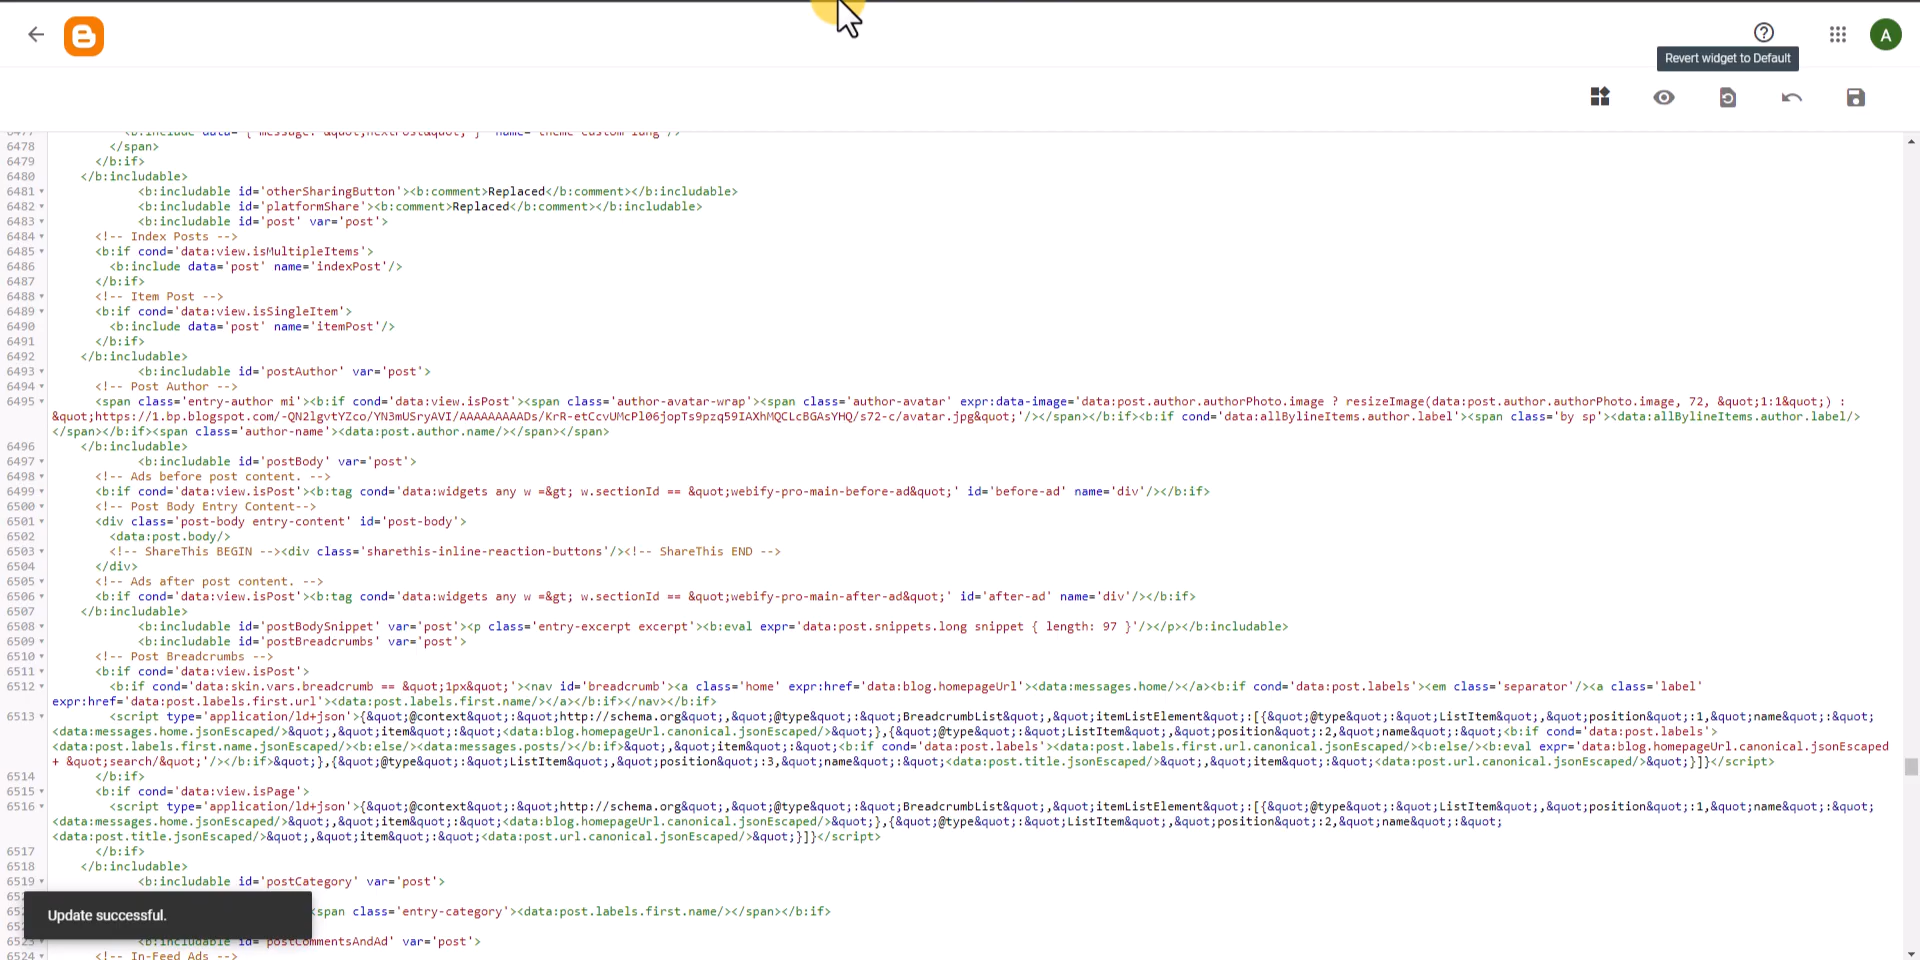 A
Revert widget to Default
6477 <b:include data='{ message: &quot;nextPost&quot; }' name='theme-custom-lang'/>
6478 </span>
6479 </b:if>
6480 </b:includable>
6481 <b:includable id='otherSharingButton'><b:comment>Replaced</b:comment></b:includable>
6482 <b:includable id='platformShare'><b:comment>Replaced</b:comment></b:includable>
6483 <b:includable id='post' var='post'>
6484 <!-- Index Posts -->
6485 <b:if cond='data:view.isMultipleItems'>
6486 <b:include data='post' name='indexPost'/>
6487 </b:if>
6488 <!-- Item Post -->
6489 <b:if cond='data:view.isSingleItem'>
6490 <b:include data='post' name='itemPost'/>
6491 </b:if>
6492 </b:includable>
6493 <b:includable id='postAuthor' var='post'>
6494 <!-- Post Author -->
6495 <span class='entry-author mi'><b:if cond='data:view.isPost'><span class='author-avatar-wrap'><span class='author-avatar' expr:data-image='data:post.author.authorPhoto.image ? resizeImage(data:post.author.authorPhoto.image, 72, &quot;1:1&quot;) :
&quot;https://1.bp.blogspot.com/-QN2lgvtYZco/YN3mUSryAVI/AAAAAAAAADs/KrR-etCcvUMcPl06jopTs9pzq59IAXhMQCLcBGAsYHQ/s72-c/avatar.jpg&quot;'/></span></b:if><b:if cond='data:allBylineItems.author.label'><span class='by sp'><data:allBylineItems.author.label/>
</span></b:if><span class='author-name'><data:post.author.name/></span></span>
6496 </b:includable>
6497 <b:includable id='postBody' var='post'>
6498 <!-- Ads before post content. -->
6499 <b:if cond='data:view.isPost'><b:tag cond='data:widgets any w =&gt; w.sectionId == &quot;webify-pro-main-before-ad&quot;' id='before-ad' name='div'/></b:if>
6500 <!-- Post Body Entry Content-->
6501 <div class='post-body entry-content' id='post-body'>
6502 <data:post.body/>
6503 <!-- ShareThis BEGIN --><div class='sharethis-inline-reaction-buttons'/><!-- ShareThis END -->
6504 </div>
6505 <!-- Ads after post content. -->
6506 <b:if cond='data:view.isPost'><b:tag cond='data:widgets any w =&gt; w.sectionId == &quot;webify-pro-main-after-ad&quot;' id='after-ad' name='div'/></b:if>
6507 </b:includable>
6508 <b:includable id='postBodySnippet' var='post'><p class='entry-excerpt excerpt'><b:eval expr='data:post.snippets.long snippet { length: 97 }'/></p></b:includable>
6509 <b:includable id='postBreadcrumbs' var='post'>
6510 <!-- Post Breadcrumbs -->
6511 <b:if cond='data:view.isPost'>
6512 <b:if cond='data:skin.vars.breadcrumb == &quot;1px&quot;'><nav id='breadcrumb'><a class='home' expr:href='data:blog.homepageUrl'><data:messages.home/></a><b:if cond='data:post.labels'><em class='separator'/><a class='label'
expr:href='data:post.labels.first.url'><data:post.labels.first.name/></a></b:if></nav></b:if>
6513 <script type='application/ld+json'>{&quot;@context&quot;:&quot;http://schema.org&quot;,&quot;@type&quot;:&quot;BreadcrumbList&quot;,&quot;itemListElement&quot;:[{&quot;@type&quot;:&quot;ListItem&quot;,&quot;position&quot;:1,&quot;name&quot;:&quot;
<data:messages.home.jsonEscaped/>&quot;,&quot;item&quot;:&quot;<data:blog.homepageUrl.canonical.jsonEscaped/>&quot;},{&quot;@type&quot;:&quot;ListItem&quot;,&quot;position&quot;:2,&quot;name&quot;:&quot;<b:if cond='data:post.labels'>
<data:post.labels.first.name.jsonEscaped/><b:else/><data:messages.posts/></b:if>&quot;,&quot;item&quot;:&quot;<b:if cond='data:post.labels'><data:post.labels.first.url.canonical.jsonEscaped/><b:else/><b:eval expr='data:blog.homepageUrl.canonical.jsonEscaped
+ &quot;search/&quot;'/></b:if>&quot;},{&quot;@type&quot;:&quot;ListItem&quot;,&quot;position&quot;:3,&quot;name&quot;:&quot;<data:post.title.jsonEscaped/>&quot;,&quot;item&quot;:&quot;<data:post.url.canonical.jsonEscaped/>&quot;}]}</script>
6514 </b:if>
6515 <b:if cond='data:view.isPage'>
6516 <script type='application/ld+json'>{&quot;@context&quot;:&quot;http://schema.org&quot;,&quot;@type&quot;:&quot;BreadcrumbList&quot;,&quot;itemListElement&quot;:[{&quot;@type&quot;:&quot;ListItem&quot;,&quot;position&quot;:1,&quot;name&quot;:&quot;
<data:messages.home.jsonEscaped/>&quot;,&quot;item&quot;:&quot;<data:blog.homepageUrl.canonical.jsonEscaped/>&quot;},{&quot;@type&quot;:&quot;ListItem&quot;,&quot;position&quot;:2,&quot;name&quot;:&quot;
<data:post.title.jsonEscaped/>&quot;,&quot;item&quot;:&quot;<data:post.url.canonical.jsonEscaped/>&quot;}]}</script>
6517 </b:if>
6518 </b:includable>
6519 <b:includable id='postCategory' var='post'>
Update successful.
<span class='entry-category'><data:post.labels.first.name/></span></b:if>
6523 <b:includable id='postCommentsAndAd' var='post'>
6524 <!-- In-Feed Ads -->